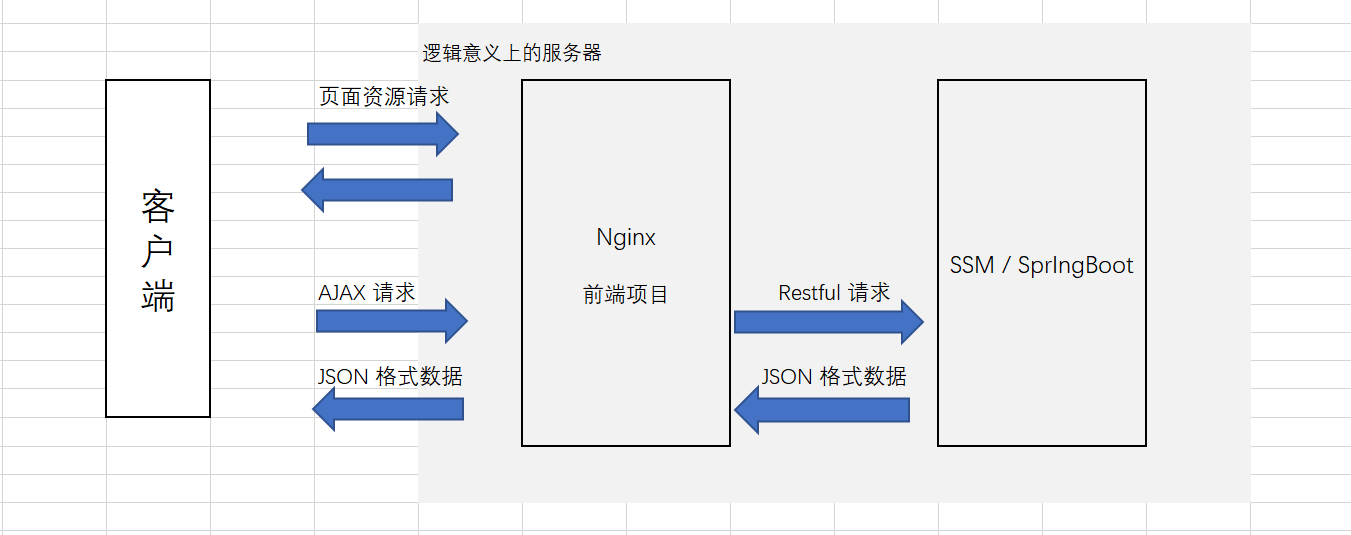 逻辑意义上的服务器
页面资源请求
客
户
端
Nginx
前端项目
SSM / SprIngBoot
AJAX 请求
Restful 请求
JSON 格式数据
JSON 格式数据